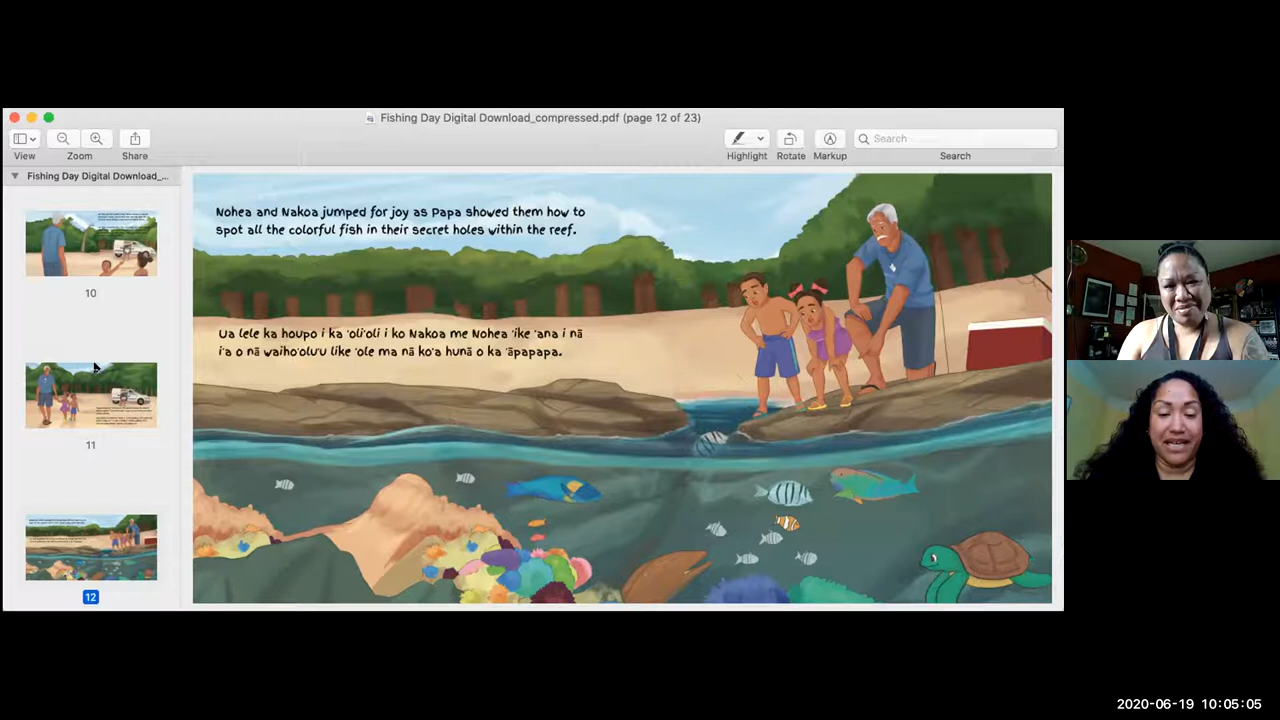 Fishing Day Digital Download_compressed.pdf (page 12 of 23)
View
Zoom
Share
Highlight
Rotate
Markup
Search
Search
Fishing Day Digital Download_...
10
11
12
Nohea and Nakoa jumped for joy as Papa showed them how to
spot all the colorful fish in their secret holes within the reef.
Ua lele ka houpo i ka ʻoliʻoli i ko Nakoa me Nohea ʻike ʻana i nā
iʻa o nā waihoʻoluʻu like ʻole ma nā koʻa hunā o ka ʻāpapapa.
2020-06-19 10:05:05